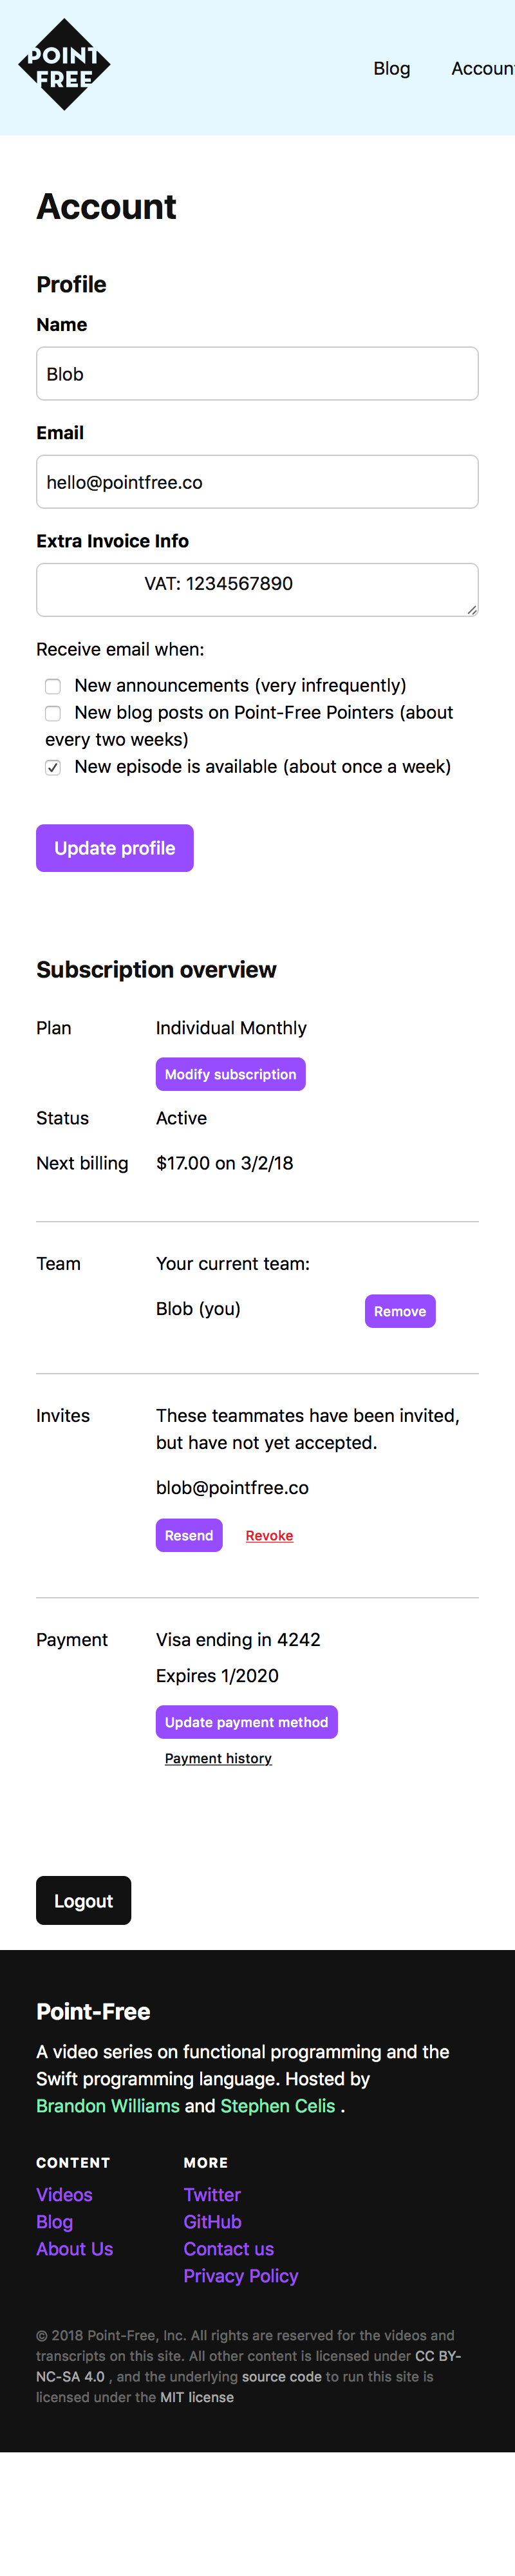 POINT
FREE
Blog
Accoun
Account
Profile
Name
Blob
Email
hello@pointfree.co
Extra Invoice Info
VAT: 1234567890
Receive email when:
New announcements (very infrequently)
New blog posts on Point-Free Pointers (about
every two weeks)
New episode is available (about once a week)
Update profile
Subscription overview
Plan
Individual Monthly
Modify subscription
Status
Active
Next billing
$17.00 on 3/2/18
Team
Your current team:
Blob (you)
Remove
Invites
These teammates have been invited,
but have not yet accepted.
blob@pointfree.co
Resend
Revoke
Payment
Visa ending in 4242
Expires 1/2020
Update payment method
Payment history
Logout
Point-Free
A video series on functional programming and the
Swift programming language. Hosted by
Brandon Williams and Stephen Celis .
CONTENT
Videos
Blog
About Us
MORE
Twitter
GitHub
Contact us
Privacy Policy
© 2018 Point-Free, Inc. All rights are reserved for the videos and
transcripts on this site. All other content is licensed under CC BY-
NC-SA 4.0 , and the underlying source code to run this site is
licensed under the MIT license